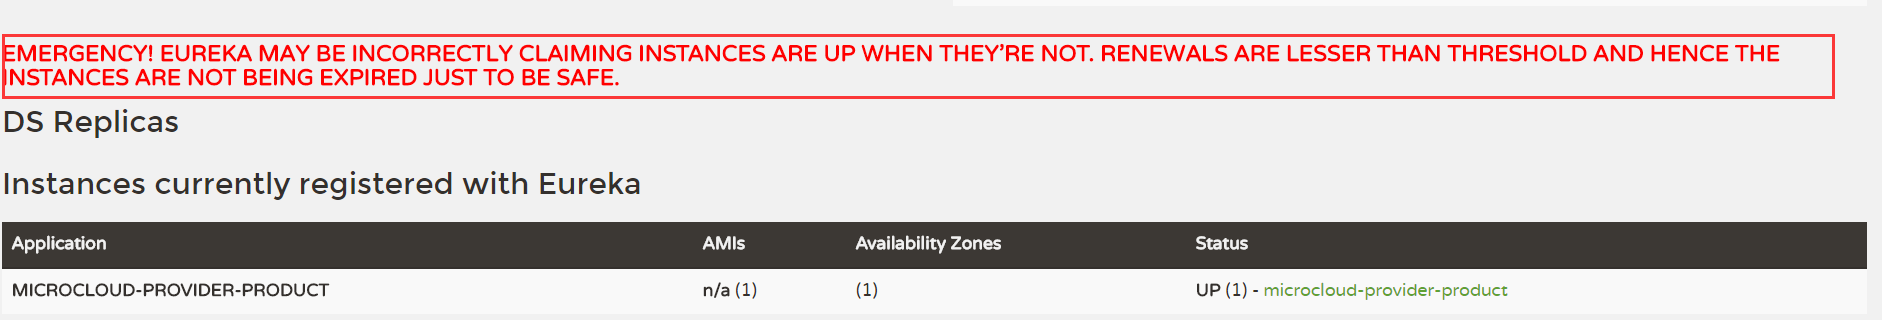 EMERGENCY! EUREKA MAY BE INCORRECTLY CLAIMING INSTANCES ARE UP WHEN THEY'RE NOT. RENEWALS ARE LESSER THAN THRESHOLD AND HENCE THE
INSTANCES ARE NOT BEING EXPIRED JUST TO BE SAFE.
DS Replicas
Instances currently registered with Eureka
Application AMIs Availability Zones Status
MICROCLOUD-PROVIDER-PRODUCT n/a (1) (1) UP (1) - microcloud-provider-product